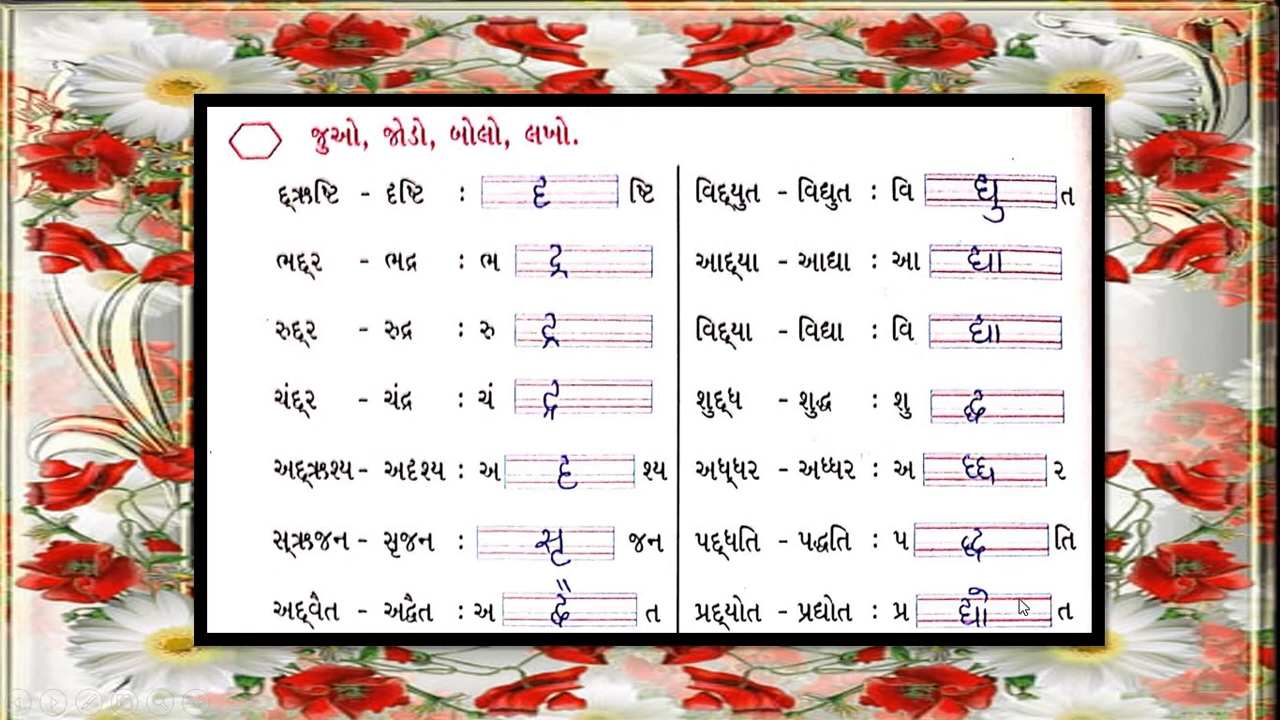 જુઓ, જોડો, બોલો, લખો.
દ્ઋષ્ટિ - દૃષ્ટિ : દૃ ષ્ટિ
ભદ્ર - ભદ્ર : ભ દ્ર
રુદ્ર - રુદ્ર : રુ દ્ર
ચંદ્ર - ચંદ્ર : ચં દ્ર
અદ્ઋશ્ય - અદૃશ્ય : અ દૃ શ્ય
સ્ઋજન - સૃજન : સૃ જન
અદ્‌વૈત - અદ્વૈત : અ દ્વૈ ત
વિદ્‌યુત - વિદ્યુત : વિ દ્યુ ત
આદ્‌યા - આદ્યા : આ દ્યા
વિદ્‌યા - વિદ્યા : વિ દ્યા
શુદ્‌ધ - શુદ્ધ : શુ દ્ધ
અધ્‌ધર - અધ્ધર : અ ધ્ધ ર
પદ્‌ધતિ - પદ્ધતિ : પ દ્ધ તિ
પ્રદ્‌યોત - પ્રદ્યોત : પ્ર દ્યો ત